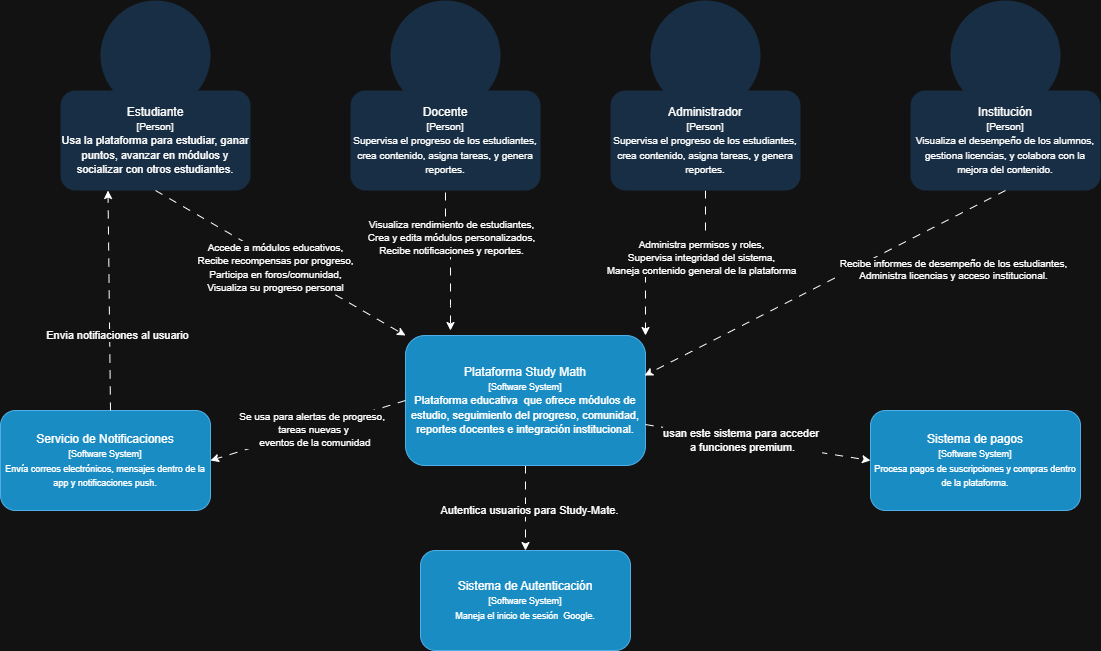 Estudiante
[Person]
Usa la plataforma para estudiar, ganar
puntos, avanzar en módulos y
socializar con otros estudiantes.
Docente
[Person]
Supervisa el progreso de los estudiantes,
crea contenido, asigna tareas, y genera
reportes.
Administrador
[Person]
Supervisa el progreso de los estudiantes,
crea contenido, asigna tareas, y genera
reportes.
Institución
[Person]
Visualiza el desempeño de los alumnos,
gestiona licencias, y colabora con la
mejora del contenido.
Accede a módulos educativos,
Recibe recompensas por progreso,
Participa en foros/comunidad,
Visualiza su progreso personal
Visualiza rendimiento de estudiantes,
Crea y edita módulos personalizados,
Recibe notificaciones y reportes.
Administra permisos y roles,
Supervisa integridad del sistema,
Maneja contenido general de la plataforma
Recibe informes de desempeño de los estudiantes,
Administra licencias y acceso institucional.
Envia notifiaciones al usuario
Plataforma Study Math
[Software System]
Plataforma educativa que ofrece módulos de
estudio, seguimiento del progreso, comunidad,
reportes docentes e integración institucional.
Se usa para alertas de progreso,
tareas nuevas y
eventos de la comunidad
usan este sistema para acceder
a funciones premium.
Servicio de Notificaciones
[Software System]
Envía correos electrónicos, mensajes dentro de la
app y notificaciones push.
Sistema de pagos
[Software System]
Procesa pagos de suscripciones y compras dentro
de la plataforma.
Autentica usuarios para Study-Mate.
Sistema de Autenticación
[Software System]
Maneja el inicio de sesión Google.